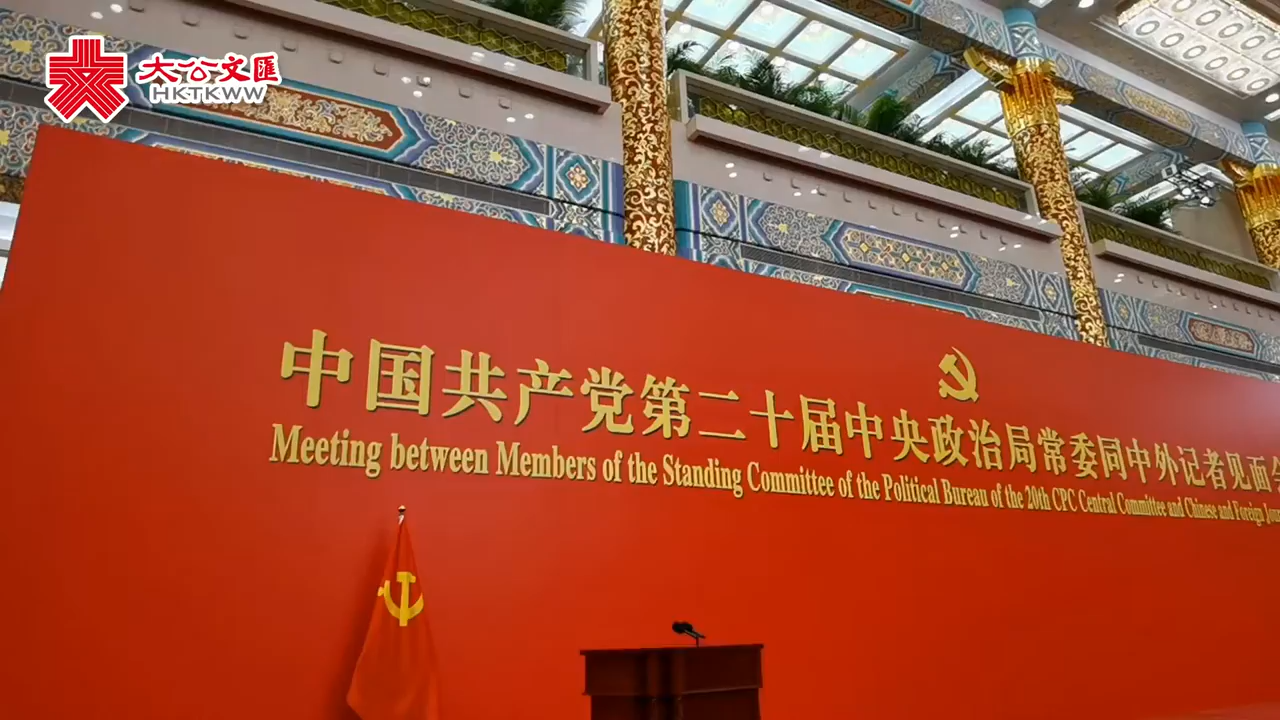 大公文匯
HKTKWW
中国共产党第二十届中央政治局常委同中外记者见面
Meeting between Members of the Standing Committee of the Political Bureau of the 20th CPC Central Committee and Chinese and Foreign